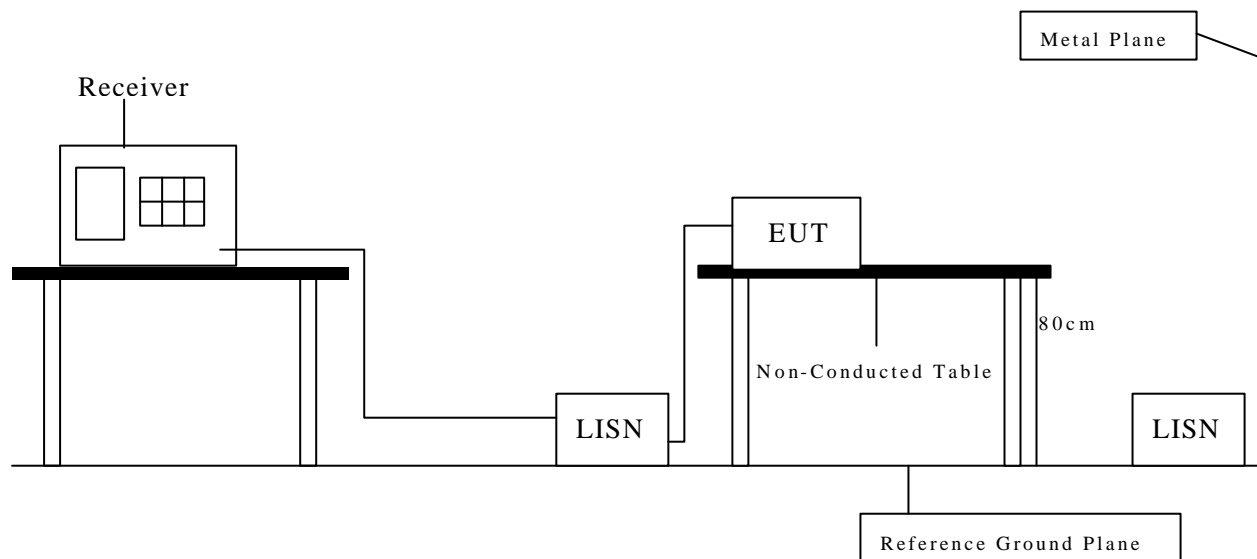 Metal Plane
Receiver
EUT
80cm
Non-Conducted Table
LISN
LISN
Reference Ground Plane